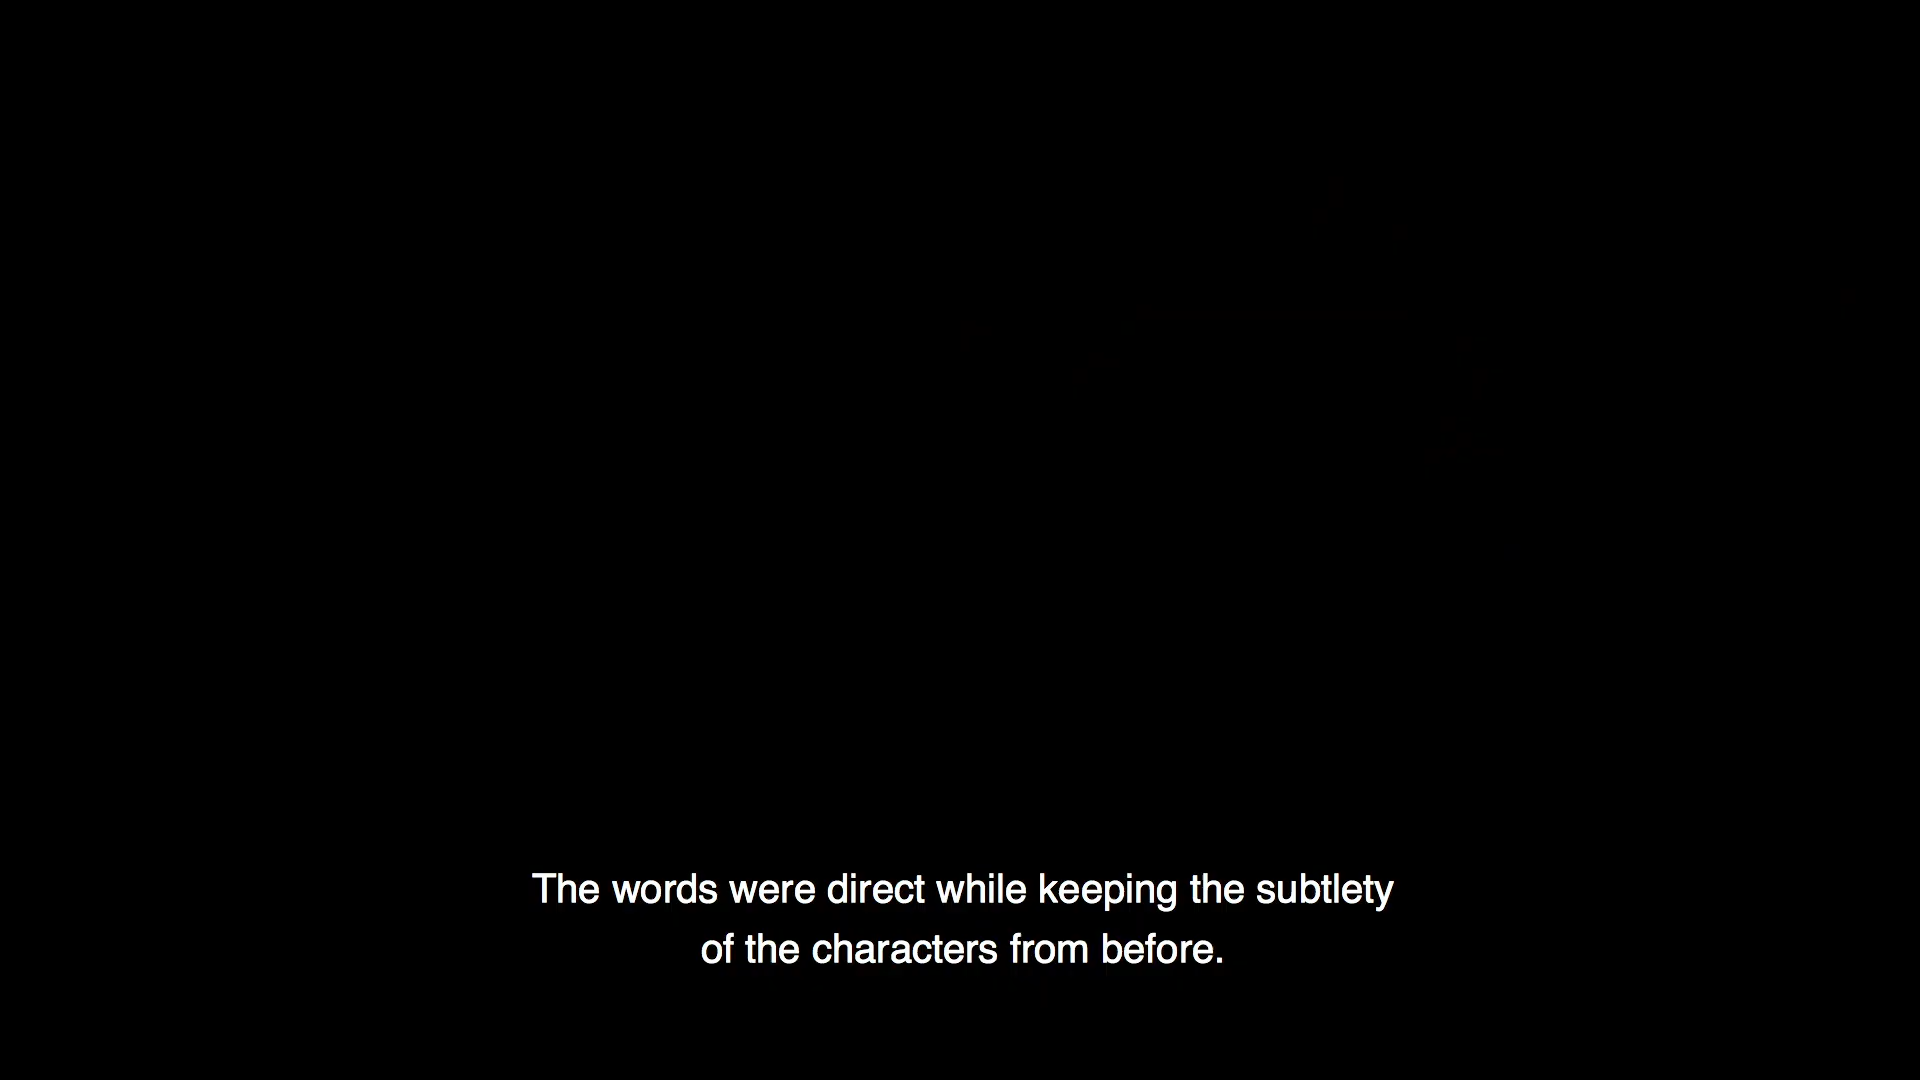 The words were direct while keeping the subtlety
of the characters from before.